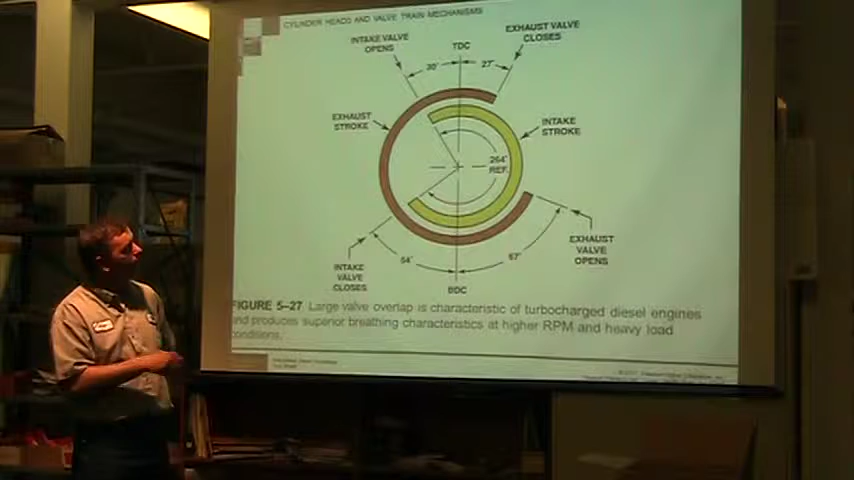 CYLINDER HEADS AND VALVE TRAIN MECHANISMS
INTAKE VALVE
OPENS
TDC
EXHAUST VALVE
CLOSES
30°
27°
EXHAUST
STROKE
INTAKE
STROKE
264°
REF.
INTAKE
VALVE
CLOSES
54°
67°
EXHAUST
VALVE
OPENS
BDC
FIGURE 5–27 Large valve overlap is characteristic of turbocharged diesel engines
and produces superior breathing characteristics at higher RPM and heavy load
conditions.